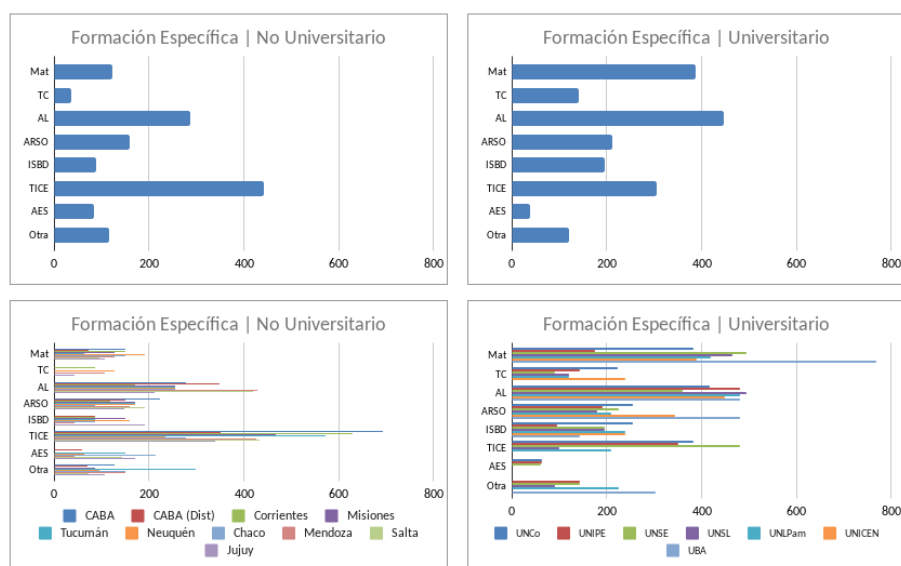 Formación Específica | No Universitario
Mat
TC
AL
ARSO
ISBD
TICE
AES
Otra
0 200 400 600 800
Formación Específica | Universitario
Mat
TC
AL
ARSO
ISBD
TICE
AES
Otra
0 200 400 600 800
Formación Específica | No Universitario
Mat
TC
AL
ARSO
ISBD
TICE
AES
Otra
0 200 400 600 800
CABA CABA (Dist) Corrientes Misiones
Tucumán Neuquén Chaco Mendoza Salta
Jujuy
Formación Específica | Universitario
Mat
TC
AL
ARSO
ISBD
TICE
AES
Otra
0 200 400 600 800
UNCo UNIPE UNSE UNSL UNLPam UNICEN
UBA